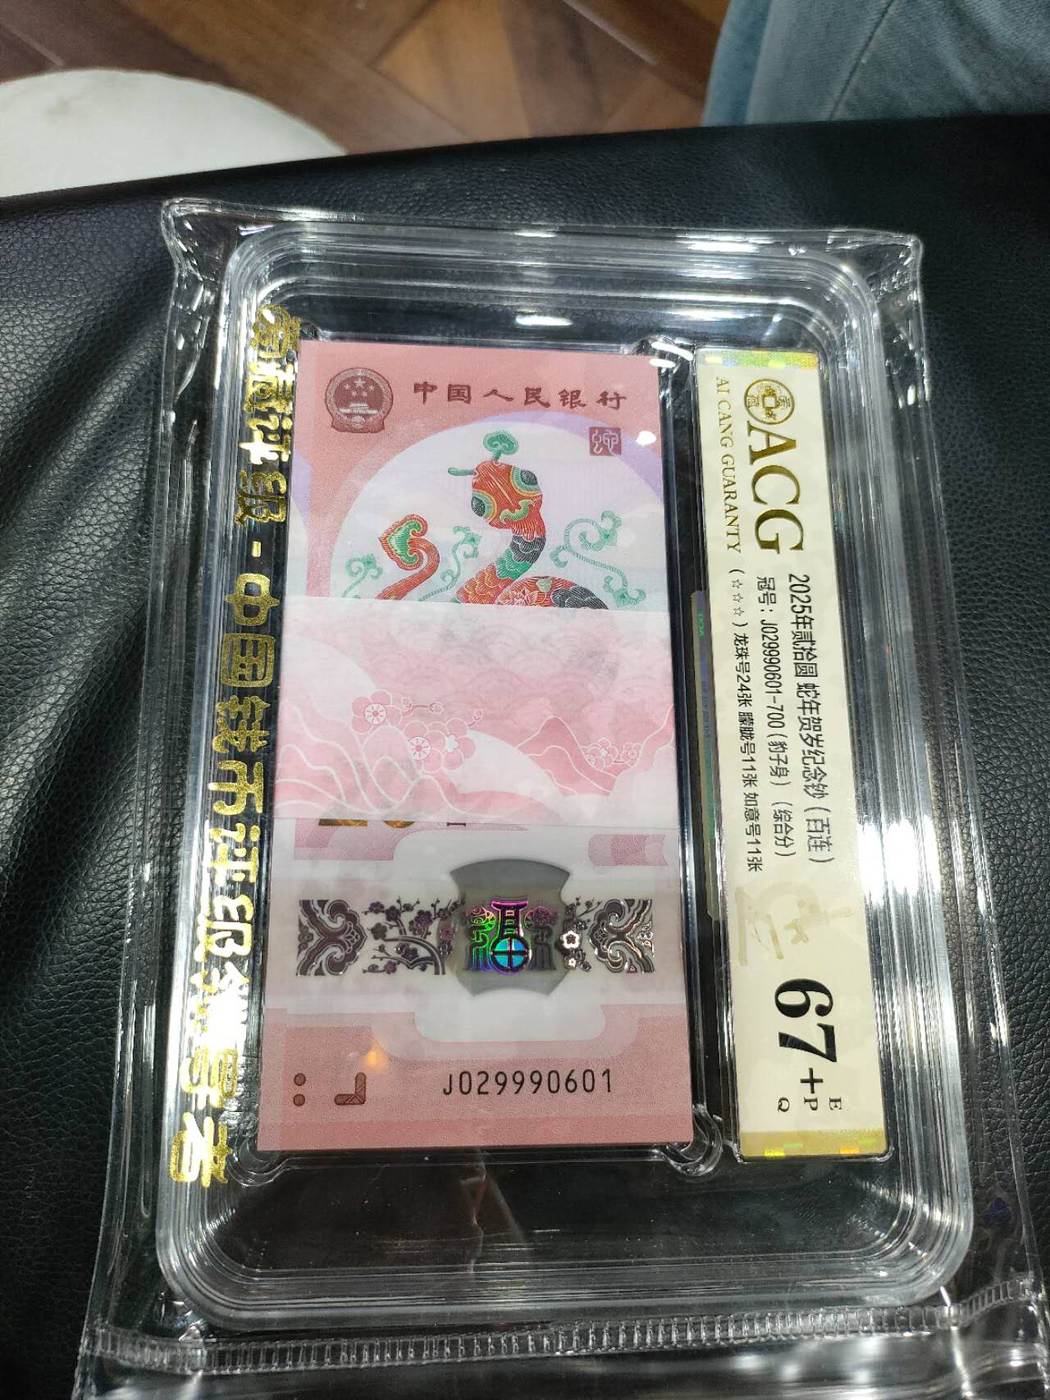 爱藏评级 - 中国钱币评级领导者
中国人民银行
J029990601
ACG
AI CANG GUARANTY
2025年贰拾圆 蛇年贺岁纪念钞（百连）
冠号：J029990601-700（豹子号）（综合分）
（☆☆☆）龙珠号24张 朦胧号11张 如意号11张
67+
E
P
Q